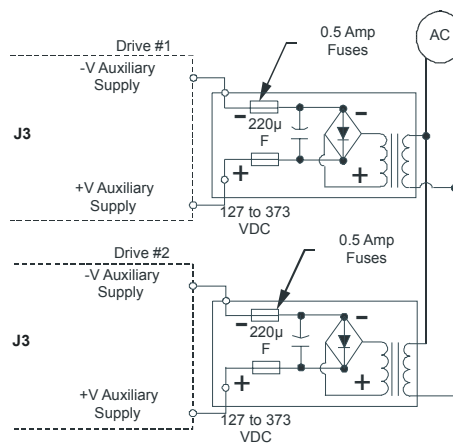 AC
Drive #1
0.5 Amp
Fuses
-V Auxiliary
Supply
-
-
220µ
F
J3
+
+
+V Auxiliary
Supply
127 to 373
VDC
Drive #2
0.5 Amp
Fuses
-V Auxiliary
Supply
-
-
220µ
F
J3
+
+
+V Auxiliary
Supply
127 to 373
VDC